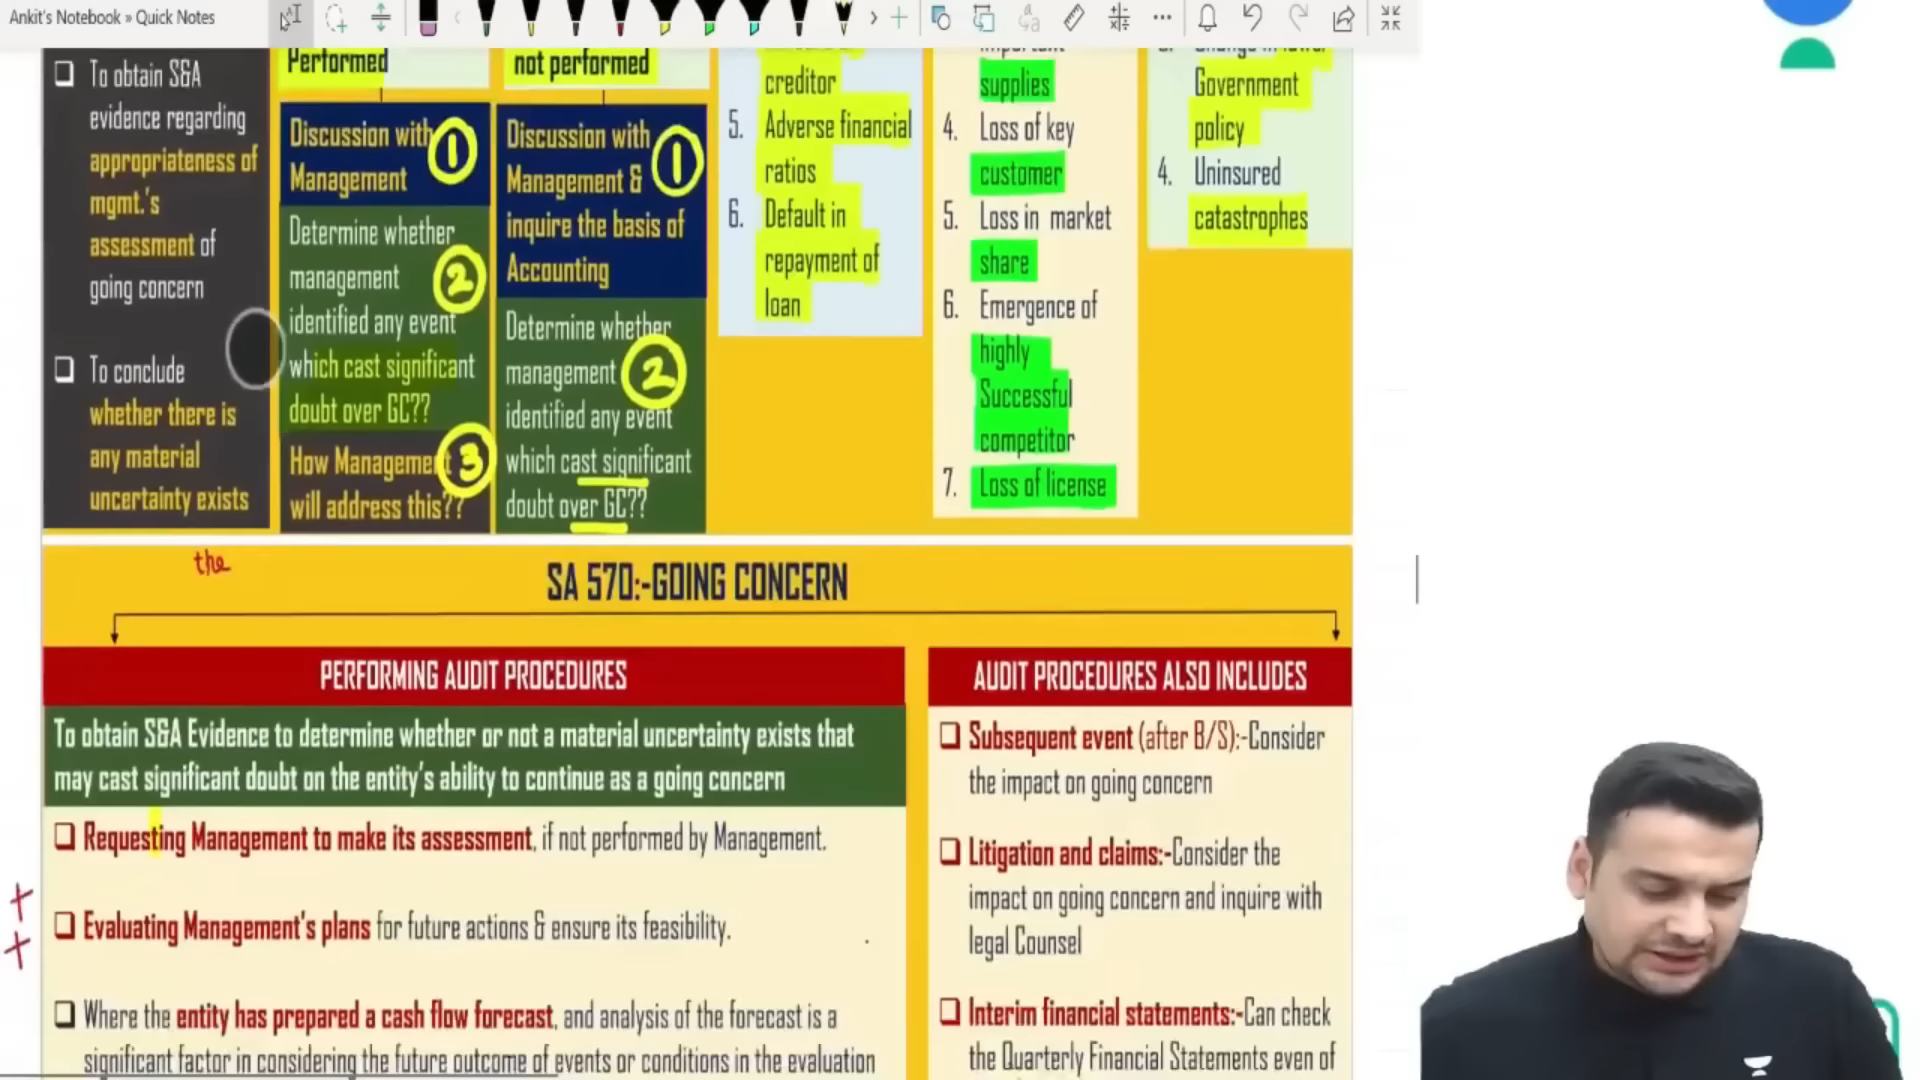 Ankit's Notebook » Quick Notes
To obtain S&A
evidence regarding
appropriateness of
mgmt.'s
assessment of
going concern
To conclude
whether there is
any material
uncertainty exists
Performed
Discussion with
Management
1
Determine whether
management
identified any event
which cast significant
doubt over GC??
2
How Management
will address this??
3
not performed
Discussion with
Management &
inquire the basis of
Accounting
1
Determine whether
management
identified any event
which cast significant
doubt over GC??
2
creditor
5. Adverse financial
ratios
6. Default in
repayment of
loan
important
supplies
4. Loss of key
customer
5. Loss in market
share
6. Emergence of
highly
Successful
competitor
7. Loss of license
Government
policy
4. Uninsured
catastrophes
the
SA 570:-GOING CONCERN
PERFORMING AUDIT PROCEDURES
To obtain S&A Evidence to determine whether or not a material uncertainty exists that
may cast significant doubt on the entity's ability to continue as a going concern
Requesting Management to make its assessment, if not performed by Management.
Evaluating Management's plans for future actions & ensure its feasibility.
Where the entity has prepared a cash flow forecast, and analysis of the forecast is a
significant factor in considering the future outcome of events or conditions in the evaluation
AUDIT PROCEDURES ALSO INCLUDES
Subsequent event (after B/S):-Consider
the impact on going concern
Litigation and claims:-Consider the
impact on going concern and inquire with
legal Counsel
Interim financial statements:-Can check
the Quarterly Financial Statements even of